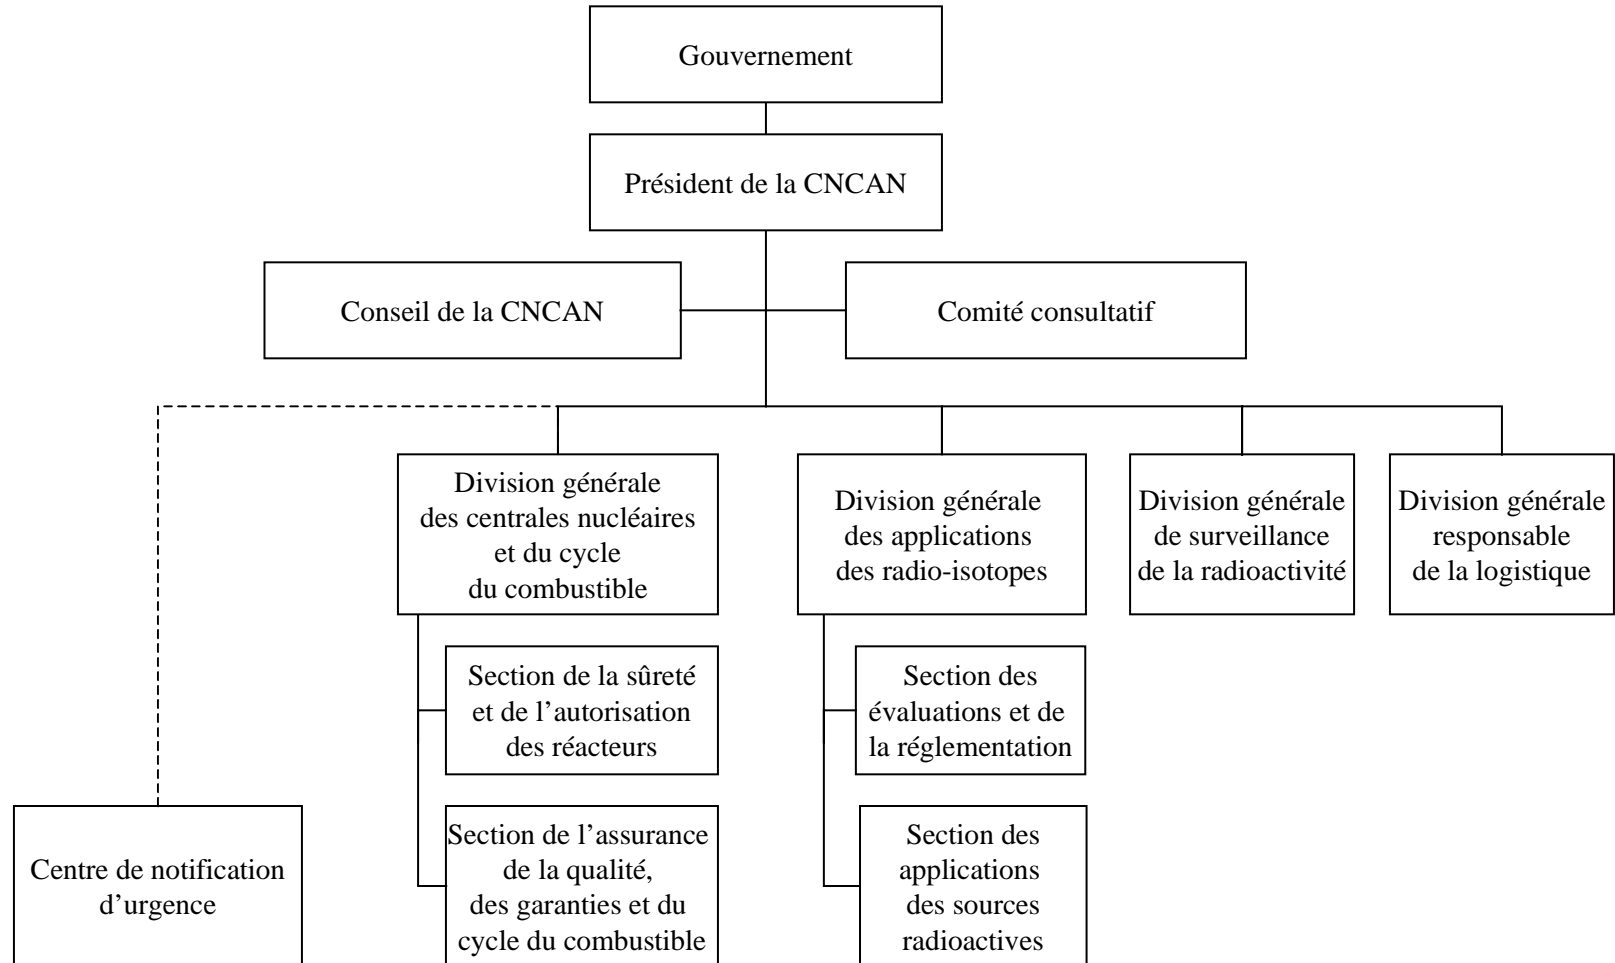 Gouvernement
Président de la CNCAN
Conseil de la CNCAN
Comité consultatif
Division générale
des centrales nucléaires
et du cycle
du combustible
Division générale
des applications
des radio-isotopes
Division générale
de surveillance
de la radioactivité
Division générale
responsable
de la logistique
Section de la sûreté
et de l’autorisation
des réacteurs
Section des
évaluations et de
la réglementation
Centre de notification
d’urgence
Section de l’assurance
de la qualité,
des garanties et du
cycle du combustible
Section des
applications
des sources
radioactives